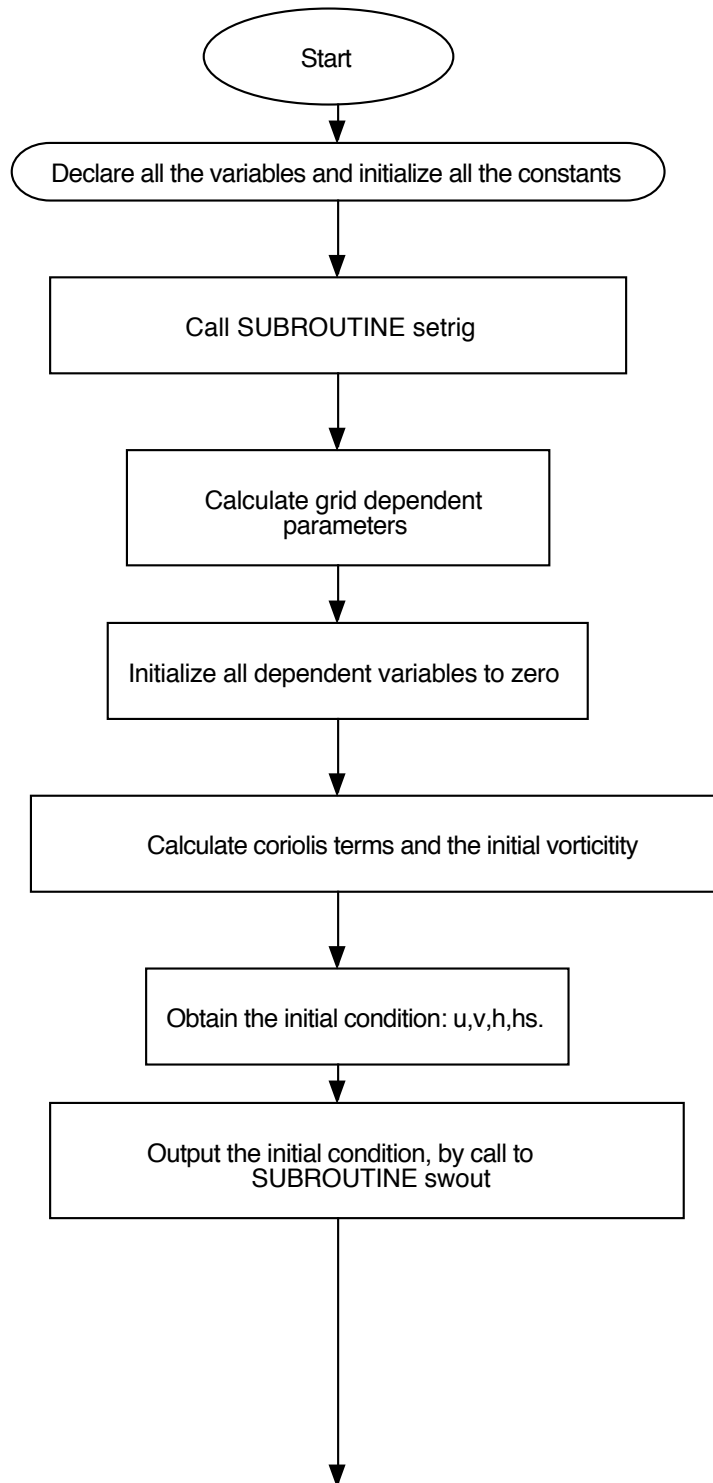 Start
Declare all the variables and initialize all the constants
Call SUBROUTINE setrig
Calculate grid dependent
parameters
Initialize all dependent variables to zero
Calculate coriolis terms and the initial vorticitity
Obtain the initial condition: u,v,h,hs.
Output the initial condition, by call to
SUBROUTINE swout